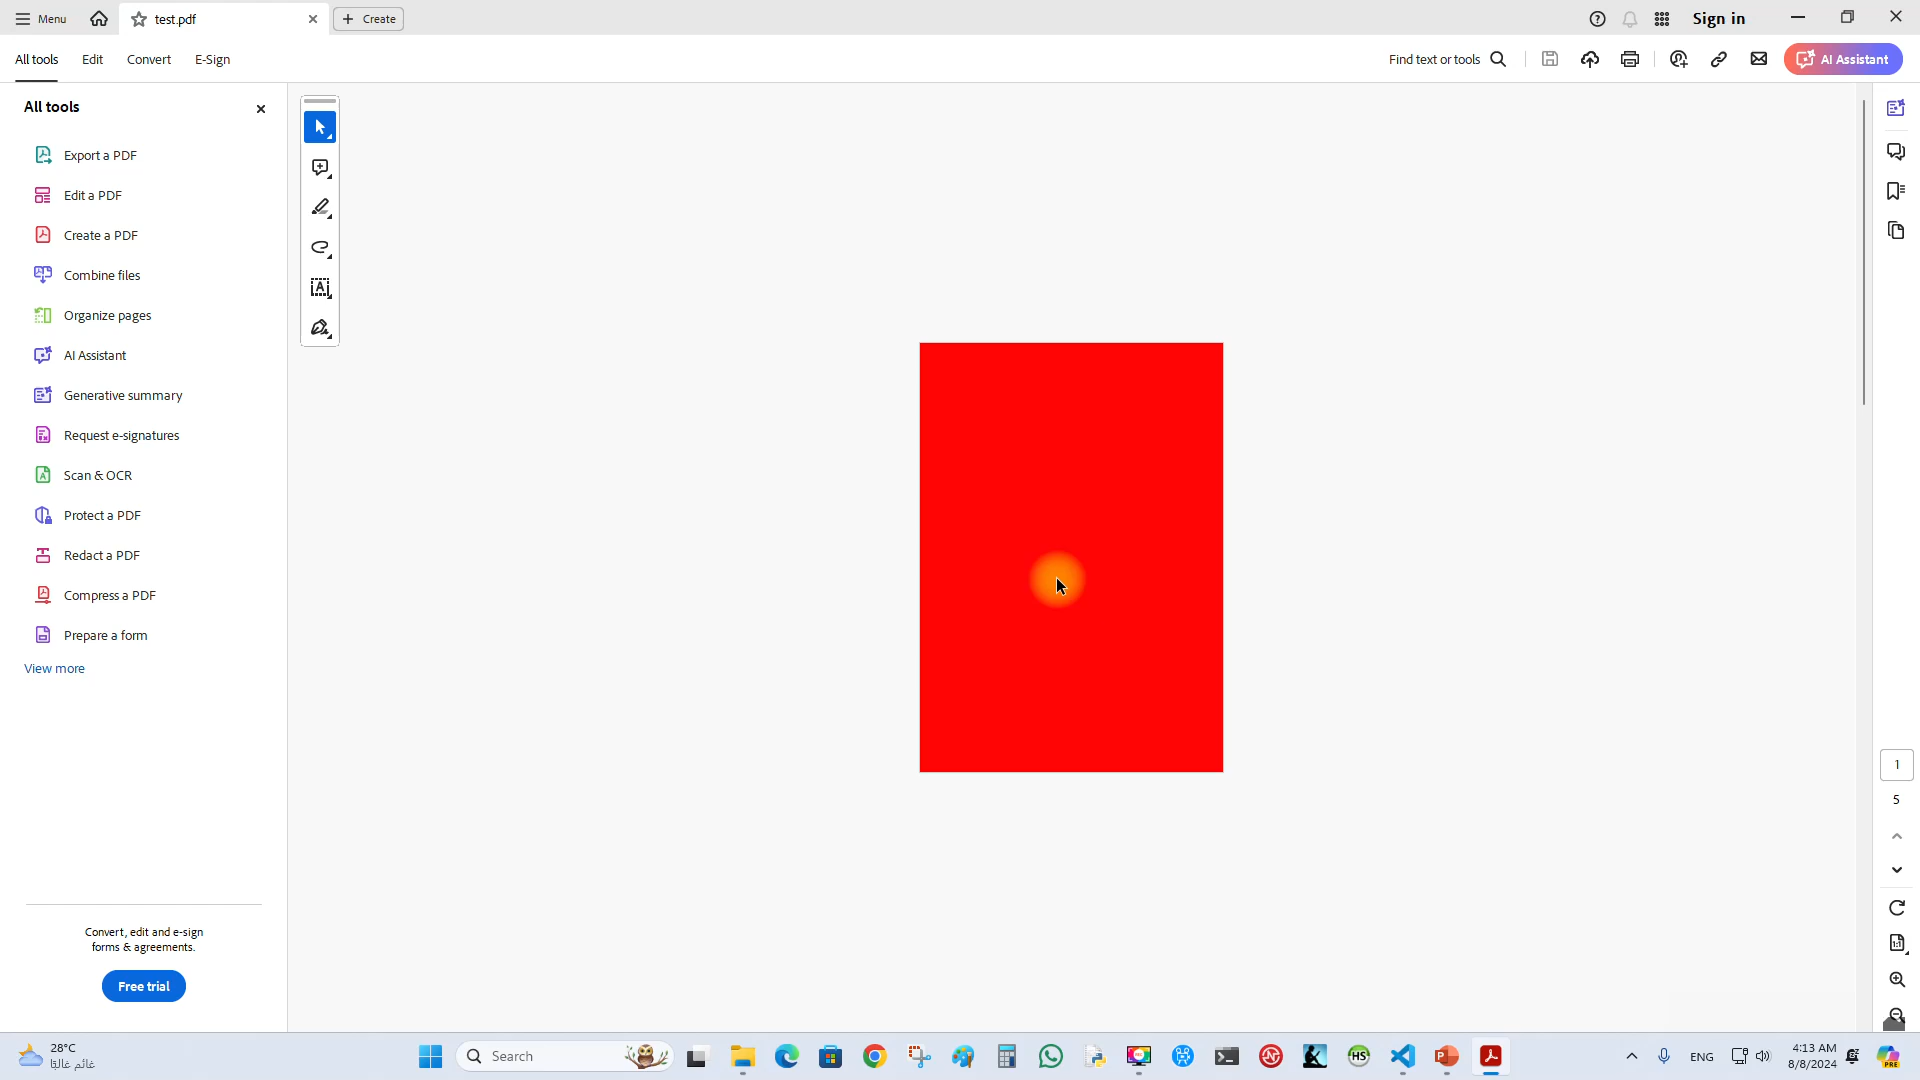 Menu
test.pdf
Create
Sign in
All tools
Edit
Convert
E-Sign
Find text or tools
AI Assistant
All tools
Export a PDF
Edit a PDF
Create a PDF
Combine files
Organize pages
AI Assistant
Generative summary
Request e-signatures
Scan & OCR
Protect a PDF
Redact a PDF
Compress a PDF
Prepare a form
View more
Convert, edit and e-sign
forms & agreements.
Free trial
1
5
28°C
غائم غالبًا
Search
HS
ENG
4:13 AM
8/8/2024
PRE